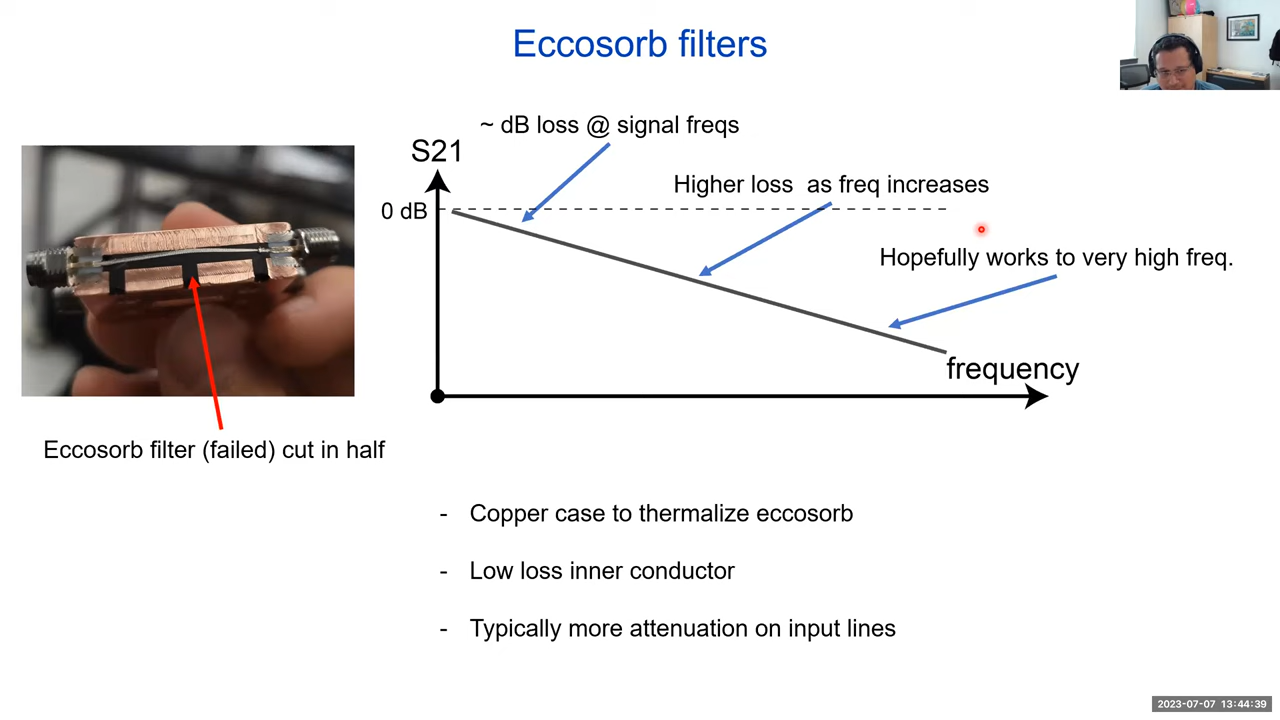 Eccosorb filters
~ dB loss @ signal freqs
S21
Higher loss as freq increases
0 dB
Hopefully works to very high freq.
frequency
Eccosorb filter (failed) cut in half
- Copper case to thermalize eccosorb
- Low loss inner conductor
- Typically more attenuation on input lines
2023-07-07 13:44:39